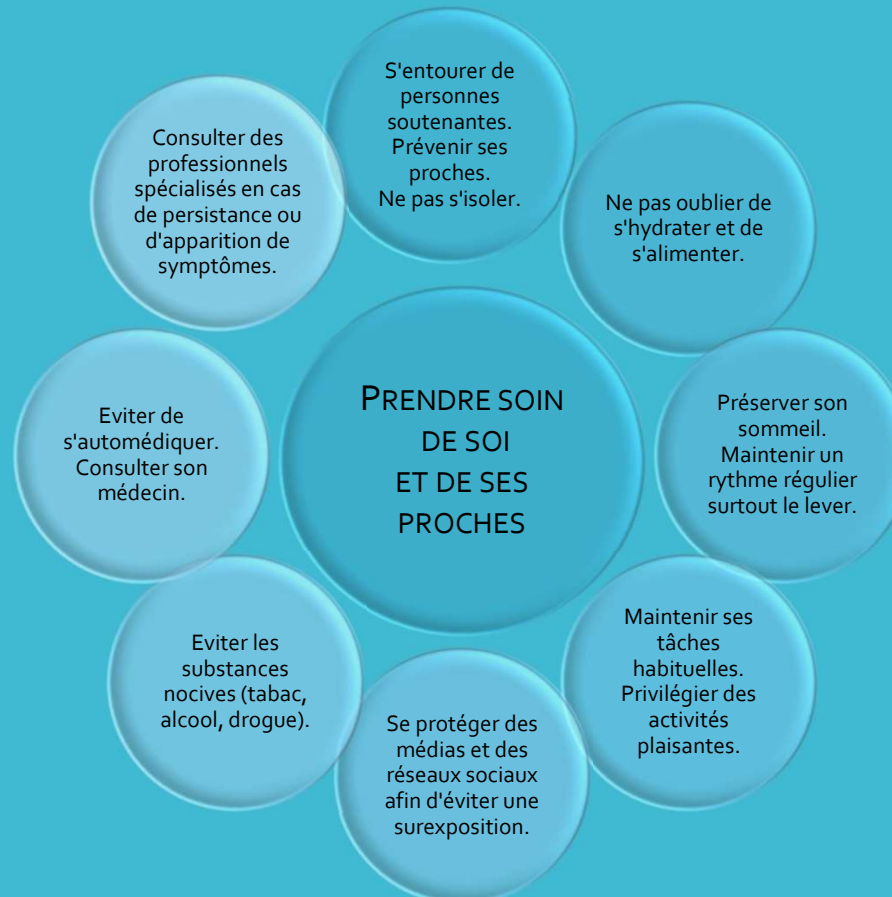 S'entourer de
personnes
soutenantes.
Prévenir ses
proches.
Ne pas s'isoler.
Ne pas oublier de
s'hydrater et de
s'alimenter.
Préserver son
sommeil.
Maintenir un
rythme régulier
surtout le lever.
Maintenir ses
tâches
habituelles.
Privilégier des
activités
plaisantes.
Se protéger des
médias et des
réseaux sociaux
afin d'éviter une
surexposition.
Eviter les
substances
nocives (tabac,
alcool, drogue).
Eviter de
s'automédiquer.
Consulter son
médecin.
Consulter des
professionnels
spécialisés en cas
de persistance ou
d'apparition de
symptômes.
PRENDRE SOIN
DE SOI
ET DE SES
PROCHES